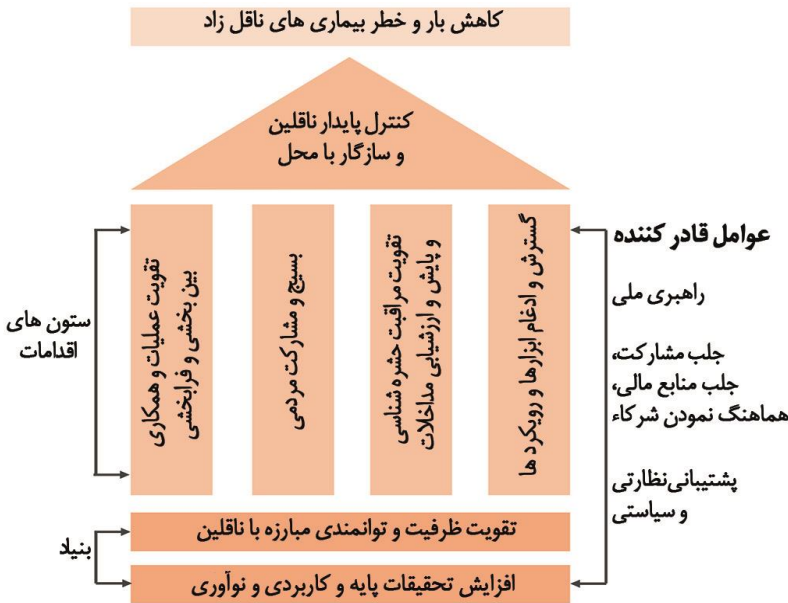 کاهش بار و خطر بیماری های ناقل زاد
کنترل پایدار ناقلین
و سازگار با محل
عوامل قادر کننده
راهبری ملی
جلب مشارکت،
جلب منابع مالی،
هماهنگ نمودن شرکاء
پشتیبانی نظارتی
و سیاستی
گسترش و ادغام ابزارها و رویکرد ها
تقویت مراقبت حشره شناسی
و پایش و ارزشیابی مداخلات
بسیج و مشارکت مردمی
تقویت عملیات و همکاری
بین بخشی و فرابخشی
ستون های
اقدامات
تقویت ظرفیت و توانمندی مبارزه با ناقلین
افزایش تحقیقات پایه و کاربردی و نوآوری
بنیاد